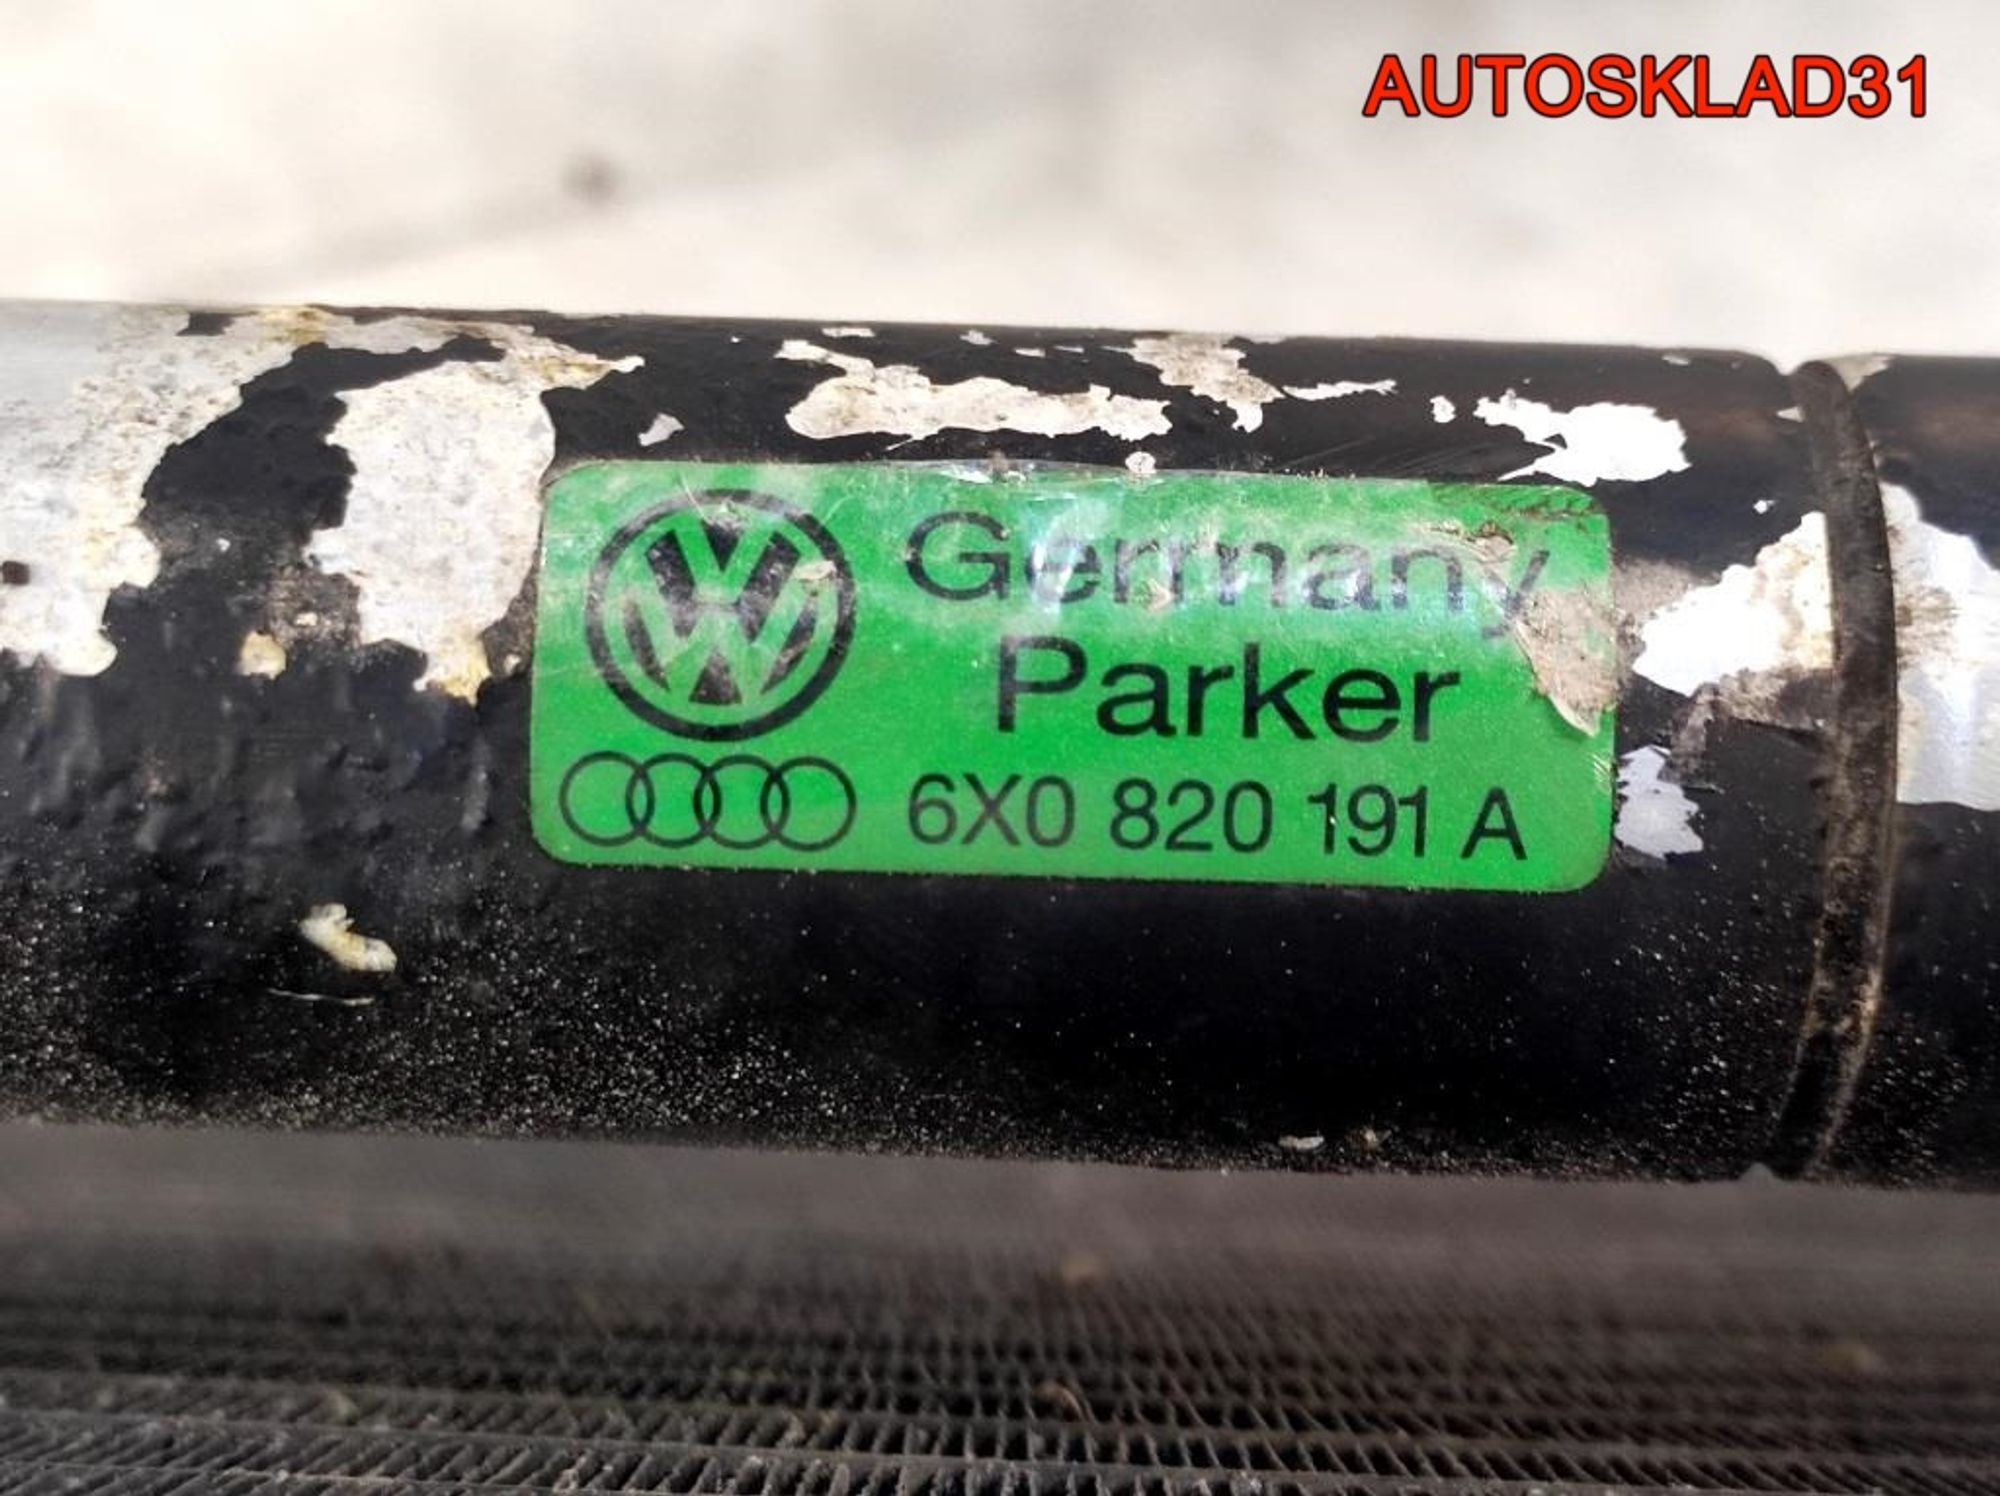 AUTOSKLAD31
Germany
Parker
6X0 820 191 A